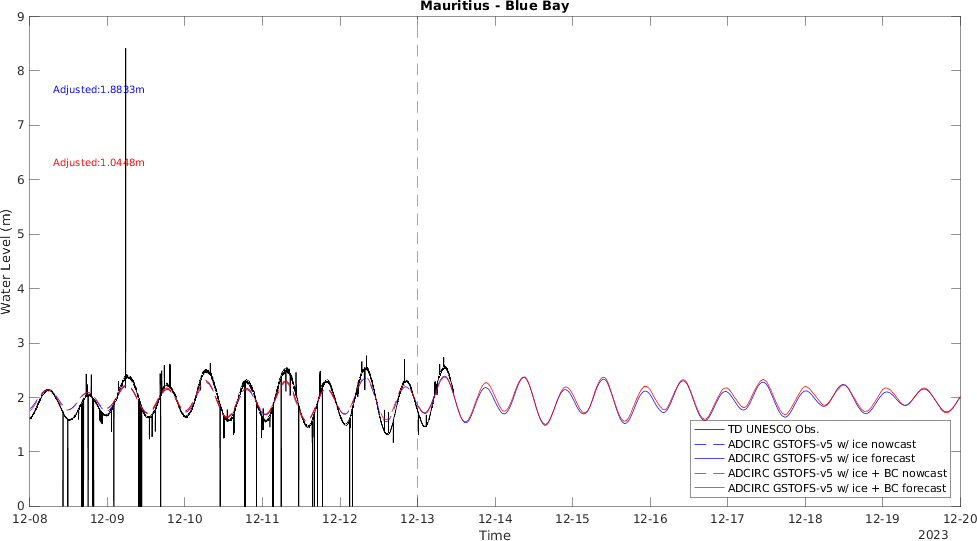 Mauritius - Blue Bay
9
8
7
6
5
4
3
2
1
0
Water Level (m)
Adjusted:1.8833m
Adjusted:1.0448m
TD UNESCO Obs.
ADCIRC GSTOFS-v5 w/ ice nowcast
ADCIRC GSTOFS-v5 w/ ice forecast
ADCIRC GSTOFS-v5 w/ ice + BC nowcast
ADCIRC GSTOFS-v5 w/ ice + BC forecast
12-08 12-09 12-10 12-11 12-12 12-13 12-14 12-15 12-16 12-17 12-18 12-19 12-20
Time
2023